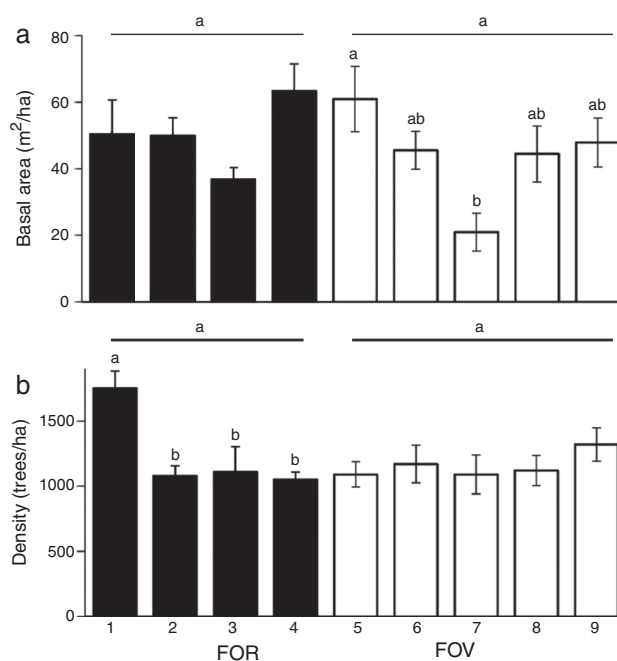 a
a a
80
60
40
20
0
Basal area (m²/ha)
a
ab
b
ab
ab
b
a a
1500
1000
500
0
Density (trees/ha)
a
b
b
b
1 2 3 4 5 6 7 8 9
FOR FOV